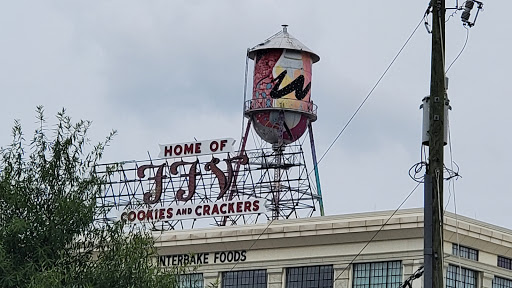 HOME OF
FFV
COOKIES AND CRACKERS
INTERBAKE FOODS